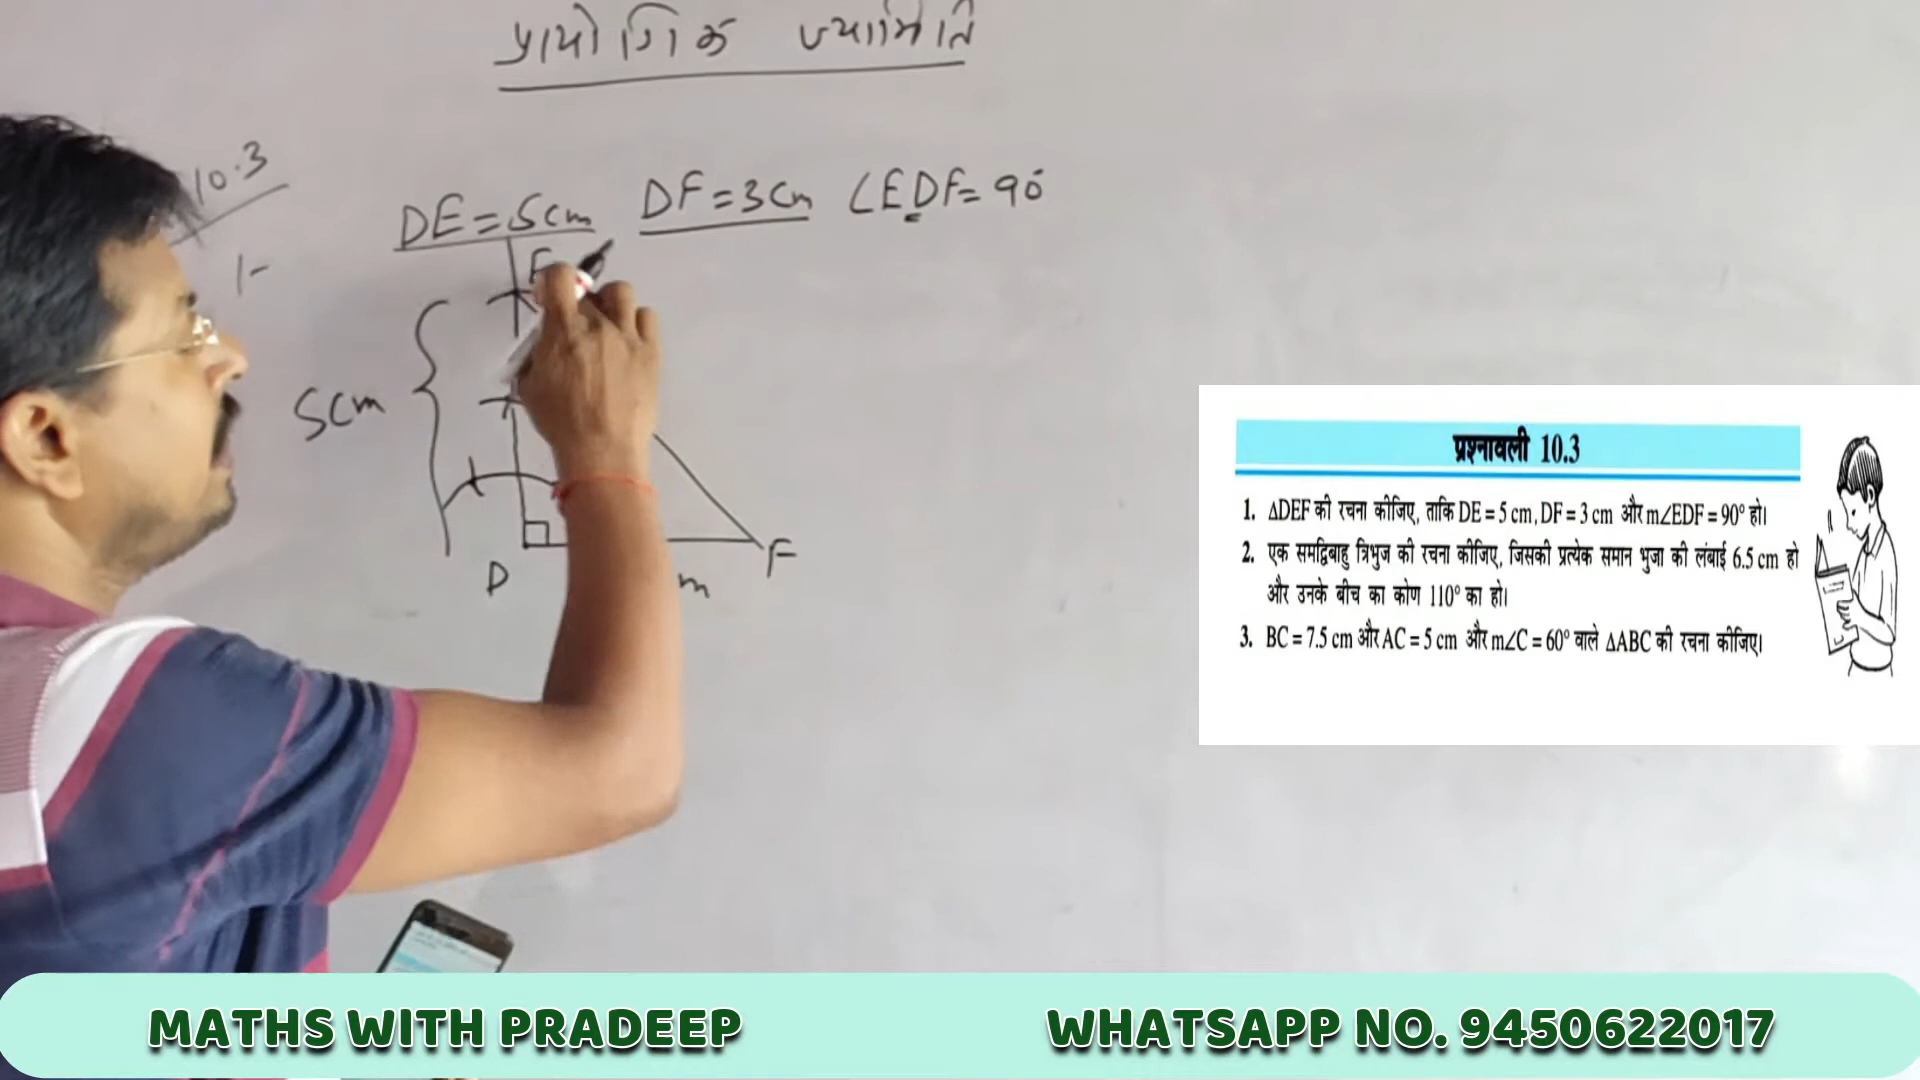 प्रायोगिक ज्यामिति
10.3
1-
DE = 5cm DF = 3cm ∠EDF = 90°
E
5cm
D
F
m
प्रश्नावली 10.3
1. ΔDEF की रचना कीजिए, ताकि DE = 5 cm, DF = 3 cm और m∠EDF = 90° हो।
2. एक समद्विबाहु त्रिभुज की रचना कीजिए, जिसकी प्रत्येक समान भुजा की लंबाई 6.5 cm हो
और उनके बीच का कोण 110° का हो।
3. BC = 7.5 cm और AC = 5 cm और m∠C = 60° वाले ΔABC की रचना कीजिए।
MATHS WITH PRADEEP
WHATSAPP NO. 9450622017